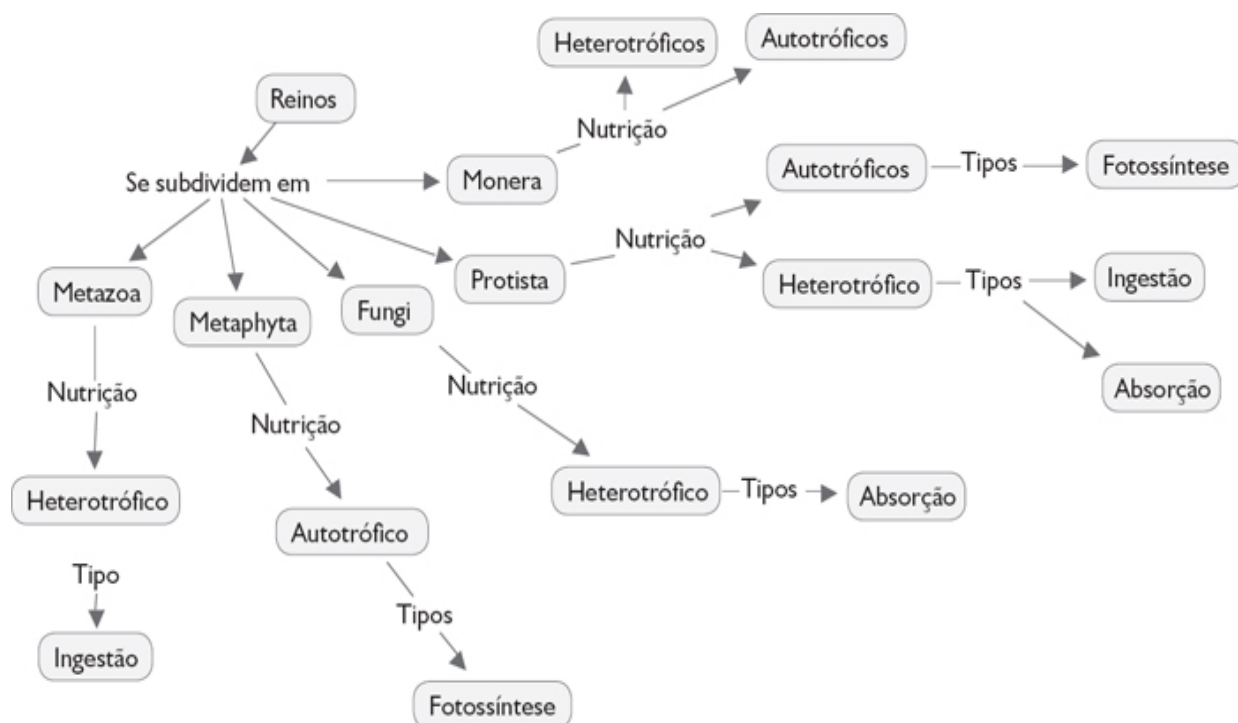 Heterotróficos
Autotróficos
Reinos
Nutrição
Se subdividem em
Monera
Autotróficos
Tipos
Fotossíntese
Nutrição
Protista
Heterotrófico
Tipos
Ingestão
Metazoa
Metaphyta
Fungi
Absorção
Nutrição
Nutrição
Nutrição
Heterotrófico
Heterotrófico
Tipos
Absorção
Autotrófico
Tipo
Tipos
Ingestão
Fotossíntese